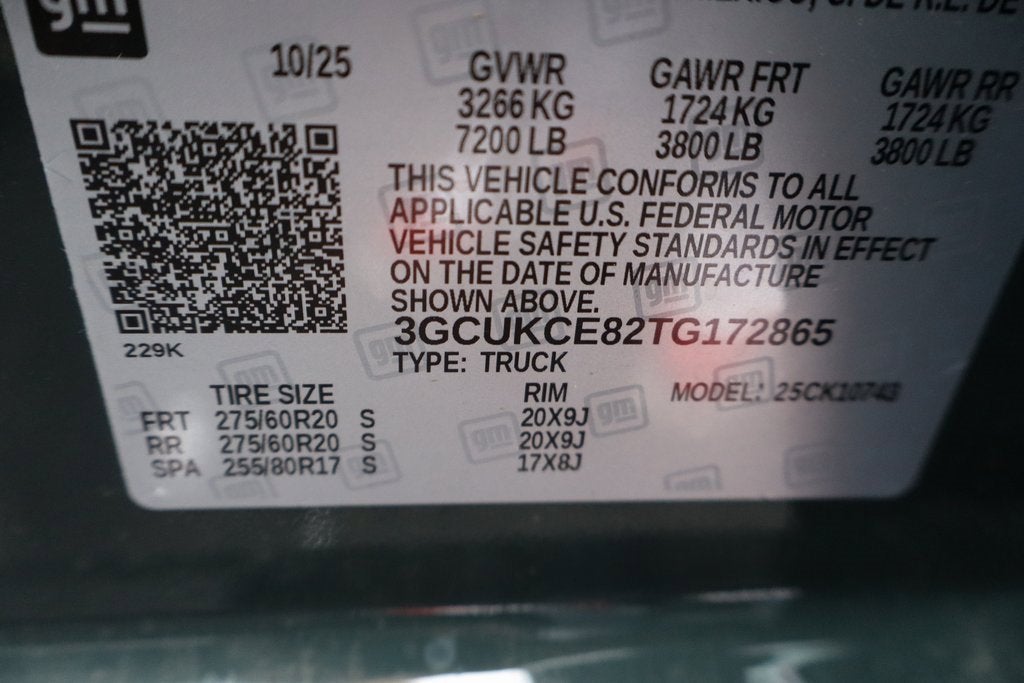 gm
10/25
GVWR GAWR FRT GAWR RR
3266 KG 1724 KG 1724 KG
7200 LB 3800 LB 3800 LB
THIS VEHICLE CONFORMS TO ALL
APPLICABLE U.S. FEDERAL MOTOR
VEHICLE SAFETY STANDARDS IN EFFECT
ON THE DATE OF MANUFACTURE
SHOWN ABOVE.
3GCUKCE82TG172865
229K
TYPE: TRUCK
TIRE SIZE RIM MODEL:
FRT 275/60R20 S 20X9J
RR 275/60R20 S 20X9J
SPA 255/80R17 S 17X8J